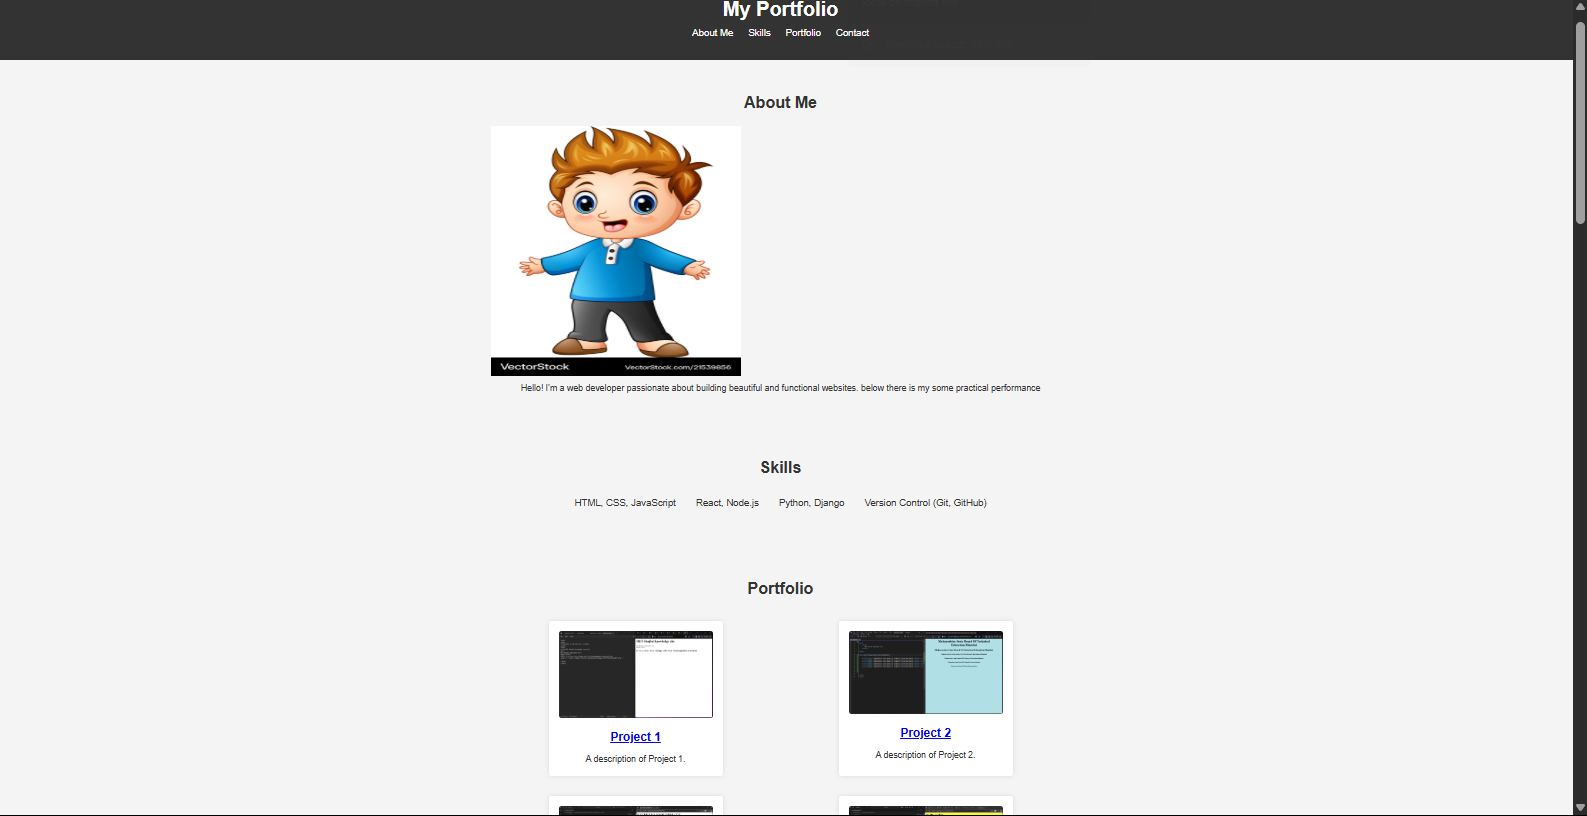 My Portfolio
About Me Skills Portfolio Contact
About Me
VectorStock VectorStock.com/21539856
Hello! I'm a web developer passionate about building beautiful and functional websites. below there is my some practical performance
Skills
HTML, CSS, JavaScript React, Node.js Python, Django Version Control (Git, GitHub)
Portfolio
Project 1
A description of Project 1.
Project 2
A description of Project 2.